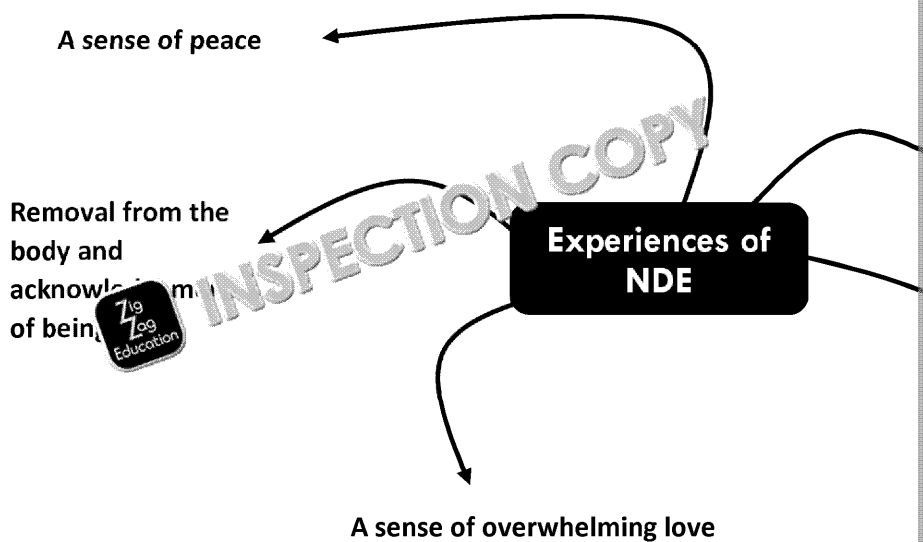 A sense of peace
Removal from the
body and
of being
Experiences of
NDE
A sense of overwhelming love
INSPECTION COPY
Zig
Zag
Education